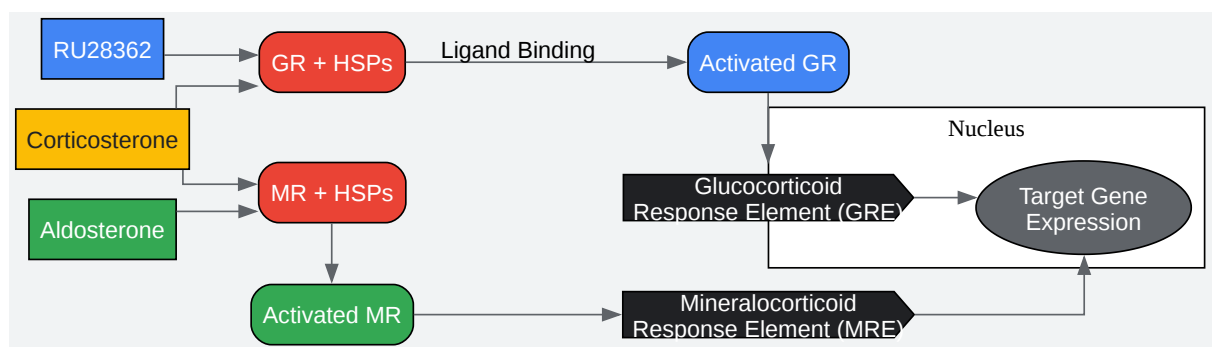 RU28362
GR + HSPs
Ligand Binding
Activated GR
Corticosterone
Nucleus
MR + HSPs
Glucocorticoid
Response Element (GRE)
Target Gene
Expression
Aldosterone
Activated MR
Mineralocorticoid
Response Element (MRE)